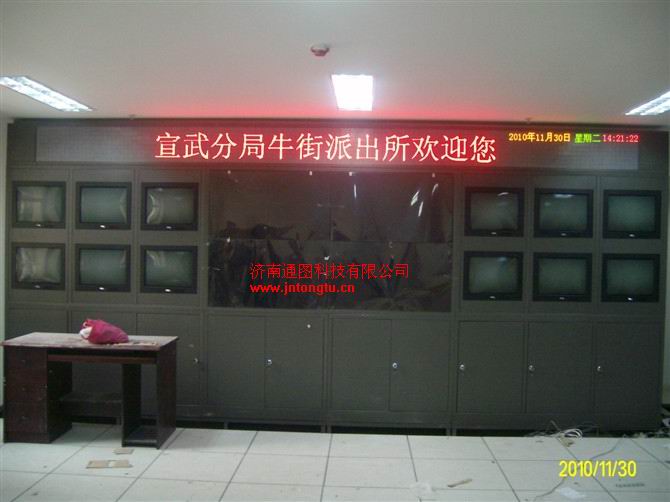 宣武分局牛街派出所欢迎您
2010年11月30日 星期二 14:21:22
济南通图科技有限公司
www.jntongtu.cn
2010/11/30